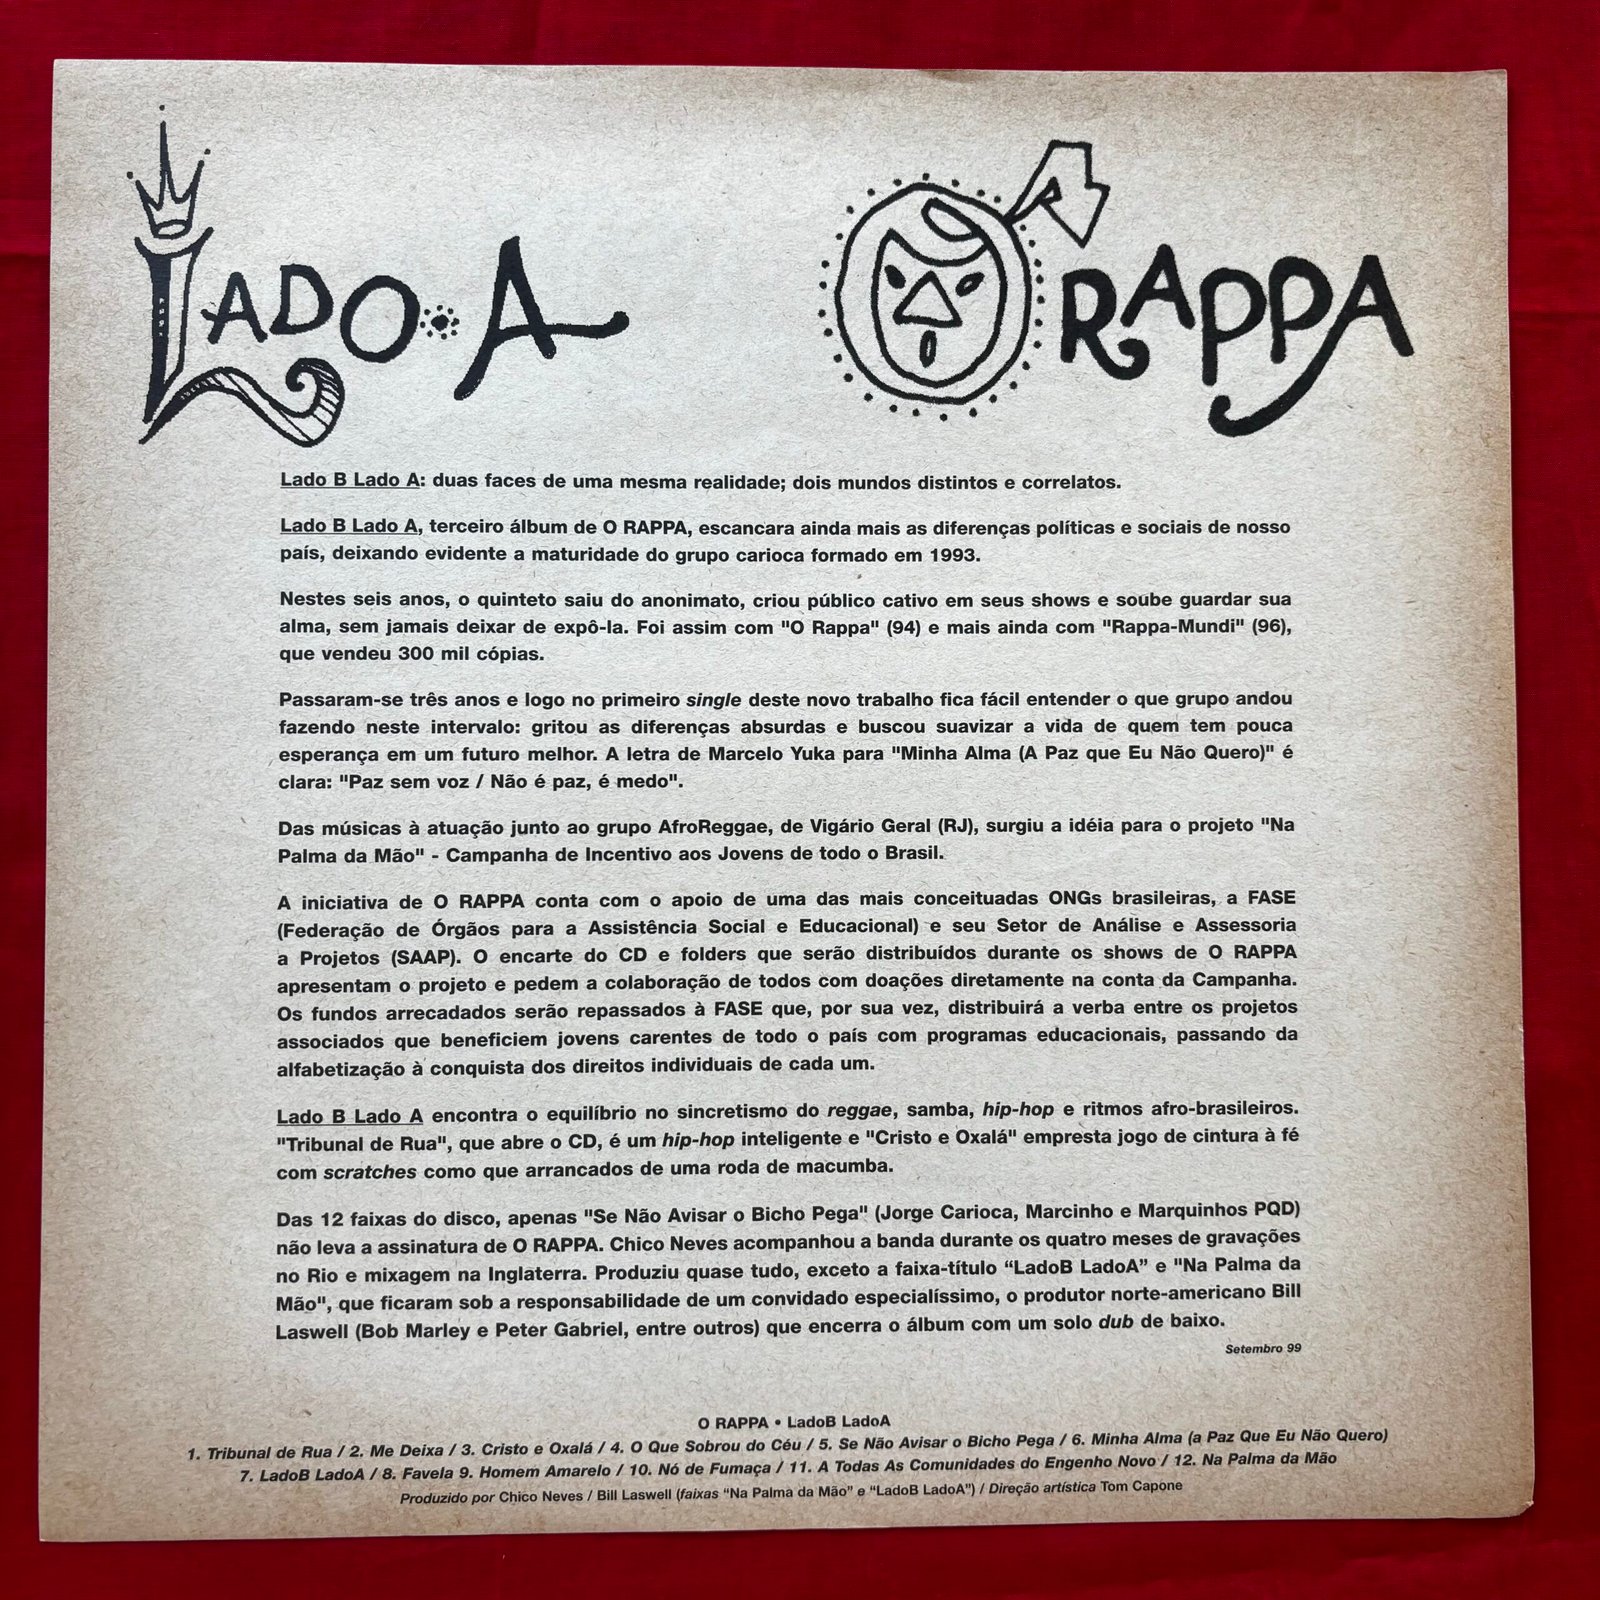 LADO A
O RAPPA
Lado B Lado A: duas faces de uma mesma realidade; dois mundos distintos e correlatos.
Lado B Lado A, terceiro álbum de O RAPPA, escancara ainda mais as diferenças políticas e sociais de nosso
país, deixando evidente a maturidade do grupo carioca formado em 1993.
Nestes seis anos, o quinteto saiu do anonimato, criou público cativo em seus shows e soube guardar sua
alma, sem jamais deixar de expô-la. Foi assim com "O Rappa" (94) e mais ainda com "Rappa-Mundi" (96),
que vendeu 300 mil cópias.
Passaram-se três anos e logo no primeiro single deste novo trabalho fica fácil entender o que grupo andou
fazendo neste intervalo: gritou as diferenças absurdas e buscou suavizar a vida de quem tem pouca
esperança em um futuro melhor. A letra de Marcelo Yuka para "Minha Alma (A Paz que Eu Não Quero)" é
clara: "Paz sem voz / Não é paz, é medo".
Das músicas à atuação junto ao grupo AfroReggae, de Vigário Geral (RJ), surgiu a idéia para o projeto "Na
Palma da Mão" - Campanha de Incentivo aos Jovens de todo o Brasil.
A iniciativa de O RAPPA conta com o apoio de uma das mais conceituadas ONGs brasileiras, a FASE
(Federação de Órgãos para a Assistência Social e Educacional) e seu Setor de Análise e Assessoria
a Projetos (SAAP). O encarte do CD e folders que serão distribuídos durante os shows de O RAPPA
apresentam o projeto e pedem a colaboração de todos com doações diretamente na conta da Campanha.
Os fundos arrecadados serão repassados à FASE que, por sua vez, distribuirá a verba entre os projetos
associados que beneficiem jovens carentes de todo o país com programas educacionais, passando da
alfabetização à conquista dos direitos individuais de cada um.
Lado B Lado A encontra o equilíbrio no sincretismo do reggae, samba, hip-hop e ritmos afro-brasileiros.
"Tribunal de Rua", que abre o CD, é um hip-hop inteligente e "Cristo e Oxalá" empresta jogo de cintura à fé
com scratches como que arrancados de uma roda de macumba.
Das 12 faixas do disco, apenas "Se Não Avisar o Bicho Pega" (Jorge Carioca, Marcinho e Marquinhos PQD)
não leva a assinatura de O RAPPA. Chico Neves acompanhou a banda durante os quatro meses de gravações
no Rio e mixagem na Inglaterra. Produziu quase tudo, exceto a faixa-título “LadoB LadoA” e "Na Palma da
Mão", que ficaram sob a responsabilidade de um convidado especialíssimo, o produtor norte-americano Bill
Laswell (Bob Marley e Peter Gabriel, entre outros) que encerra o álbum com um solo dub de baixo.
Setembro 99
O RAPPA • LadoB LadoA
1. Tribunal de Rua / 2. Me Deixa / 3. Cristo e Oxalá / 4. O Que Sobrou do Céu / 5. Se Não Avisar o Bicho Pega / 6. Minha Alma (a Paz Que Eu Não Quero)
7. LadoB LadoA / 8. Favela 9. Homem Amarelo / 10. Nó de Fumaça / 11. A Todas As Comunidades do Engenho Novo / 12. Na Palma da Mão
Produzido por Chico Neves / Bill Laswell (faixas “Na Palma da Mão” e “LadoB LadoA”) / Direção artística Tom Capone